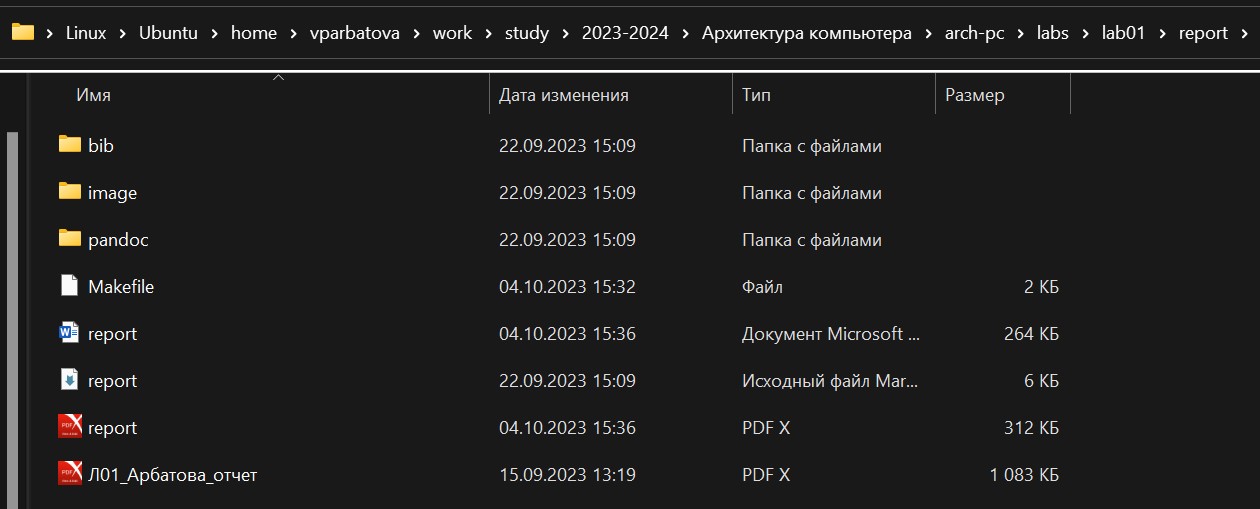 Linux > Ubuntu > home > vparbatova > work > study > 2023-2024 > Архитектура компьютера > arch-pc > labs > lab01 > report >
Имя Дата изменения Тип Размер
bib 22.09.2023 15:09 Папка с файлами
image 22.09.2023 15:09 Папка с файлами
pandoc 22.09.2023 15:09 Папка с файлами
Makefile 04.10.2023 15:32 Файл 2 КБ
report 04.10.2023 15:36 Документ Microsoft ... 264 КБ
report 22.09.2023 15:09 Исходный файл Mar... 6 КБ
report 04.10.2023 15:36 PDF X 312 КБ
Л01_Арбатова_отчет 15.09.2023 13:19 PDF X 1 083 КБ